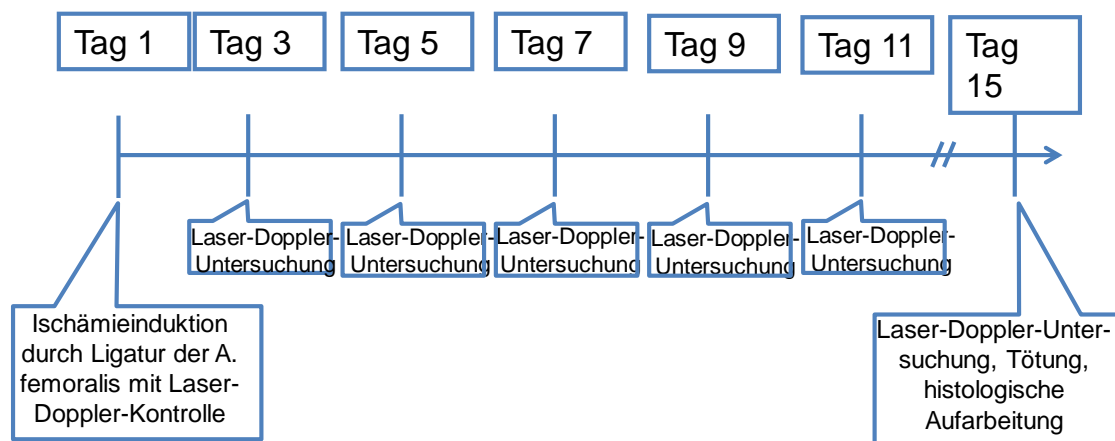 Tag 1
Tag 3
Tag 5
Tag 7
Tag 9
Tag 11
Tag
15
Laser-Doppler-
Untersuchung
Laser-Doppler-
Untersuchung
Laser-Doppler-
Untersuchung
Laser-Doppler-
Untersuchung
Laser-Doppler-
Untersuchung
Ischämieinduktion
durch Ligatur der A.
femoralis mit Laser-
Doppler-Kontrolle
Laser-Doppler-Unter-
suchung, Tötung,
histologische
Aufarbeitung